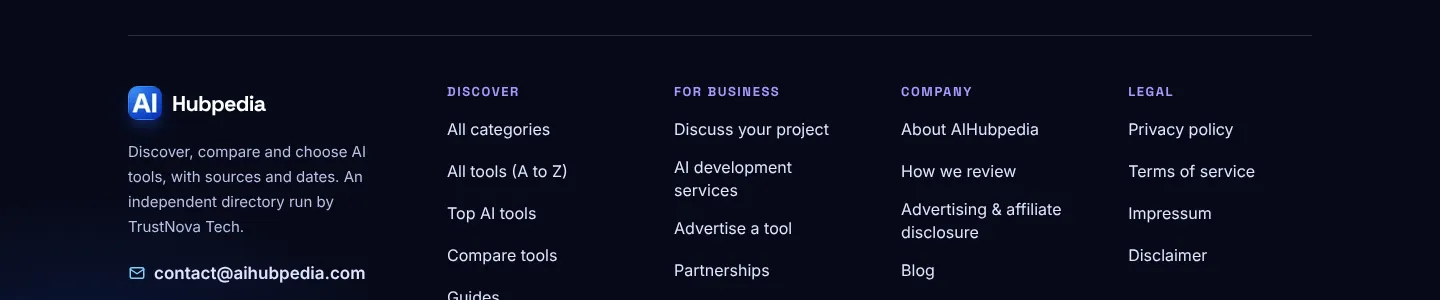 AI Hubpedia
Discover, compare and choose AI
tools, with sources and dates. An
independent directory run by
TrustNova Tech.
contact@aihubpedia.com
DISCOVER
All categories
All tools (A to Z)
Top AI tools
Compare tools
Guides
FOR BUSINESS
Discuss your project
AI development
services
Advertise a tool
Partnerships
COMPANY
About AIHubpedia
How we review
Advertising & affiliate
disclosure
Blog
LEGAL
Privacy policy
Terms of service
Impressum
Disclaimer